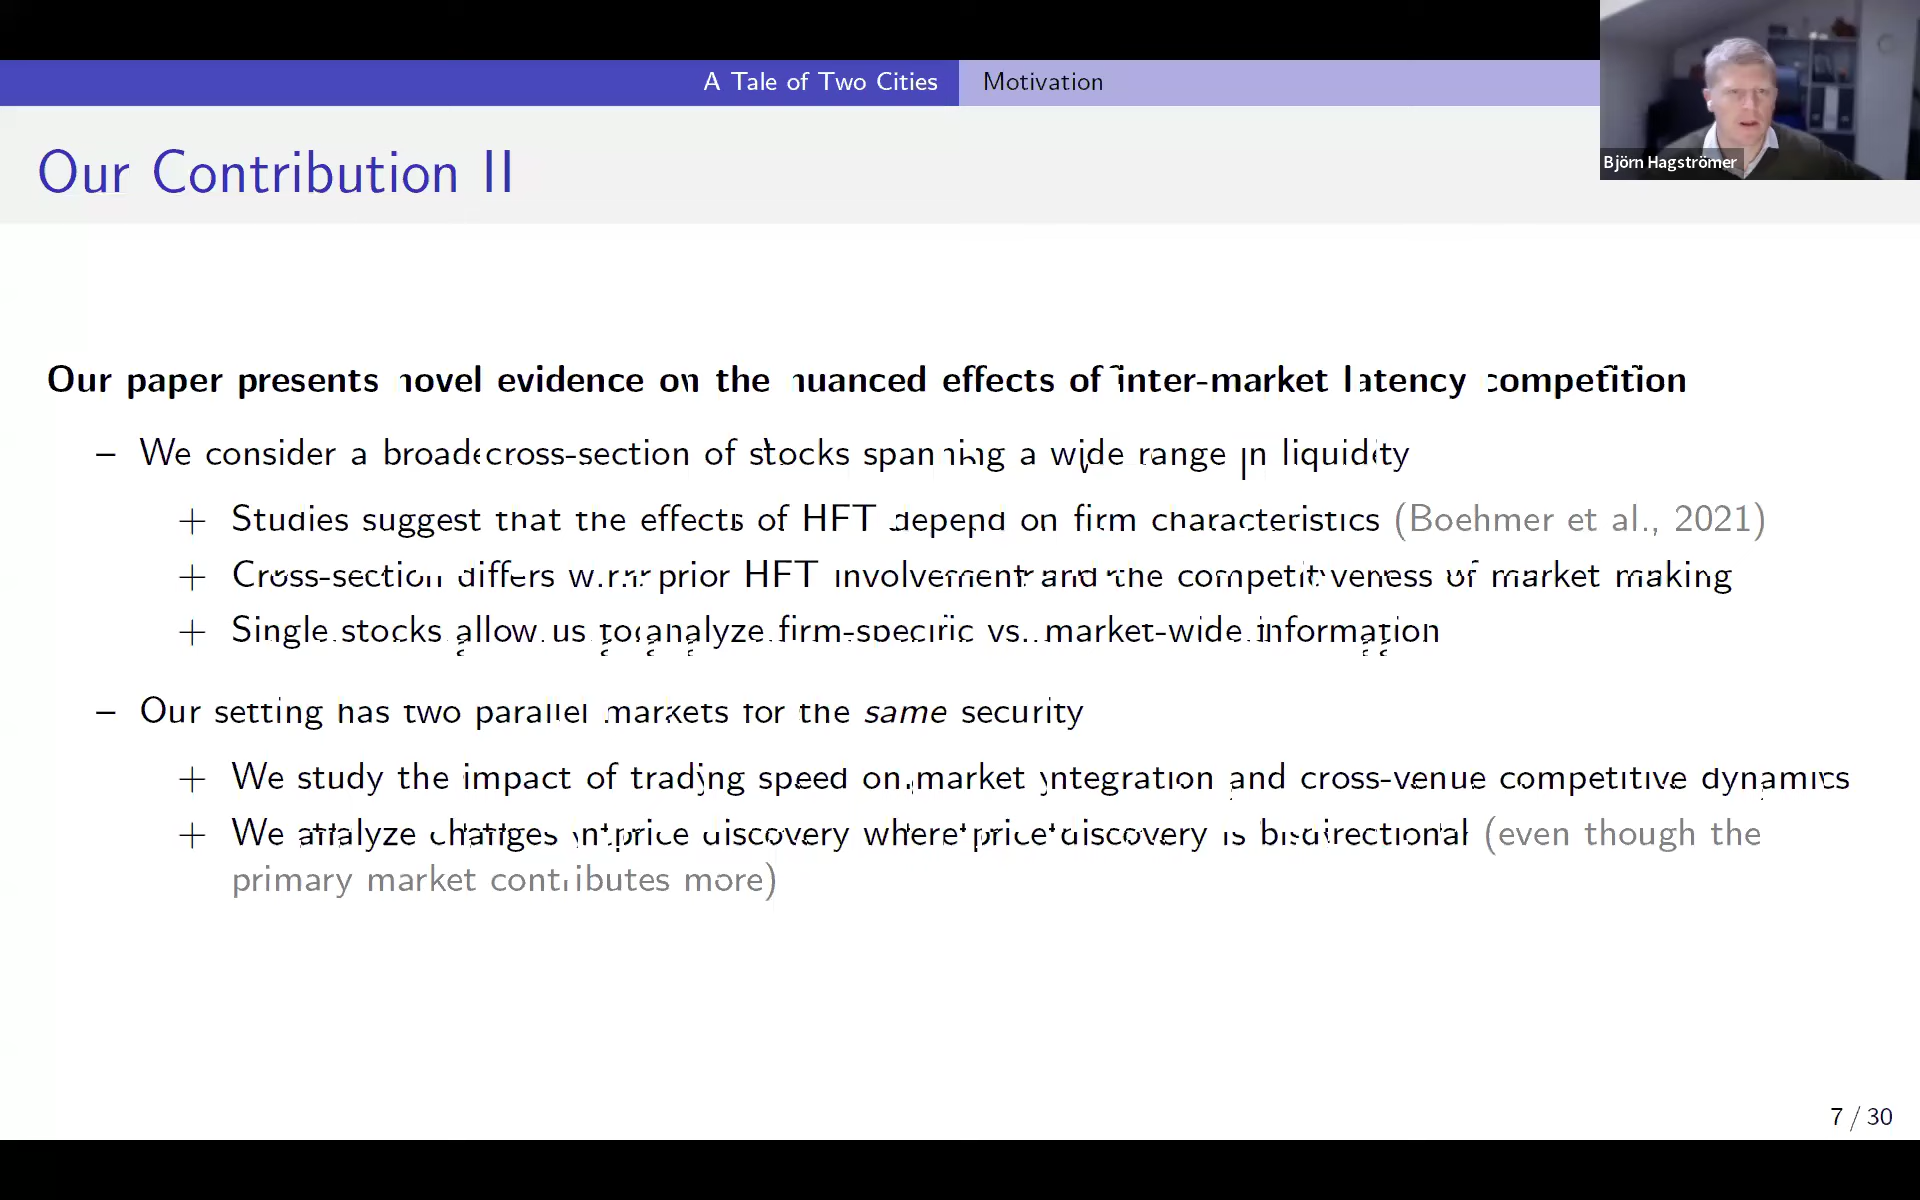 A Tale of Two Cities
Motivation
Björn Hagströmer
Our Contribution II
Our paper presents novel evidence on the nuanced effects of inter-market latency competition
– We consider a broad cross-section of stocks spanning a wide range in liquidity
+ Studies suggest that the effects of HFT depend on firm characteristics (Boehmer et al., 2021)
+ Cross-section differs w.r.t. prior HFT involvement and the competitiveness of market making
+ Single stocks allow us to analyze firm-specific vs. market-wide information
– Our setting has two parallel markets for the same security
+ We study the impact of trading speed on market integration and cross-venue competitive dynamics
+ We analyze changes in price discovery where price discovery is bidirectional (even though the
primary market contributes more)
7 / 30